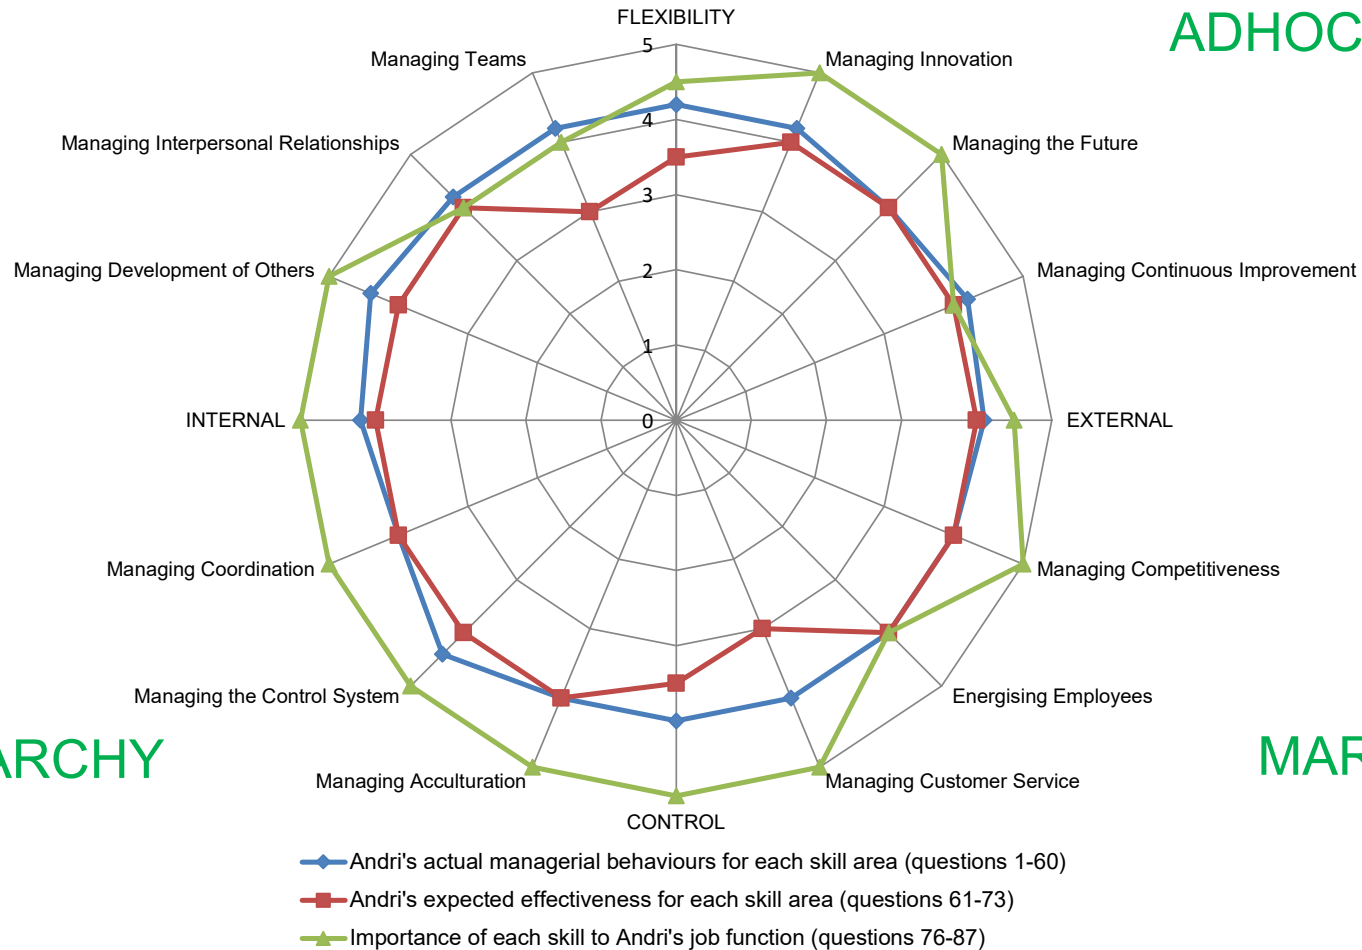 FLEXIBILITY
ADHOC
5
Managing Teams
Managing Innovation
4
Managing Interpersonal Relationships
Managing the Future
3
Managing Development of Others
Managing Continuous Improvement
2
1
INTERNAL
0
EXTERNAL
Managing Coordination
Managing Competitiveness
Managing the Control System
Energising Employees
ARCHY
MAR
Managing Acculturation
Managing Customer Service
CONTROL
Andri's actual managerial behaviours for each skill area (questions 1-60)
Andri's expected effectiveness for each skill area (questions 61-73)
Importance of each skill to Andri's job function (questions 76-87)